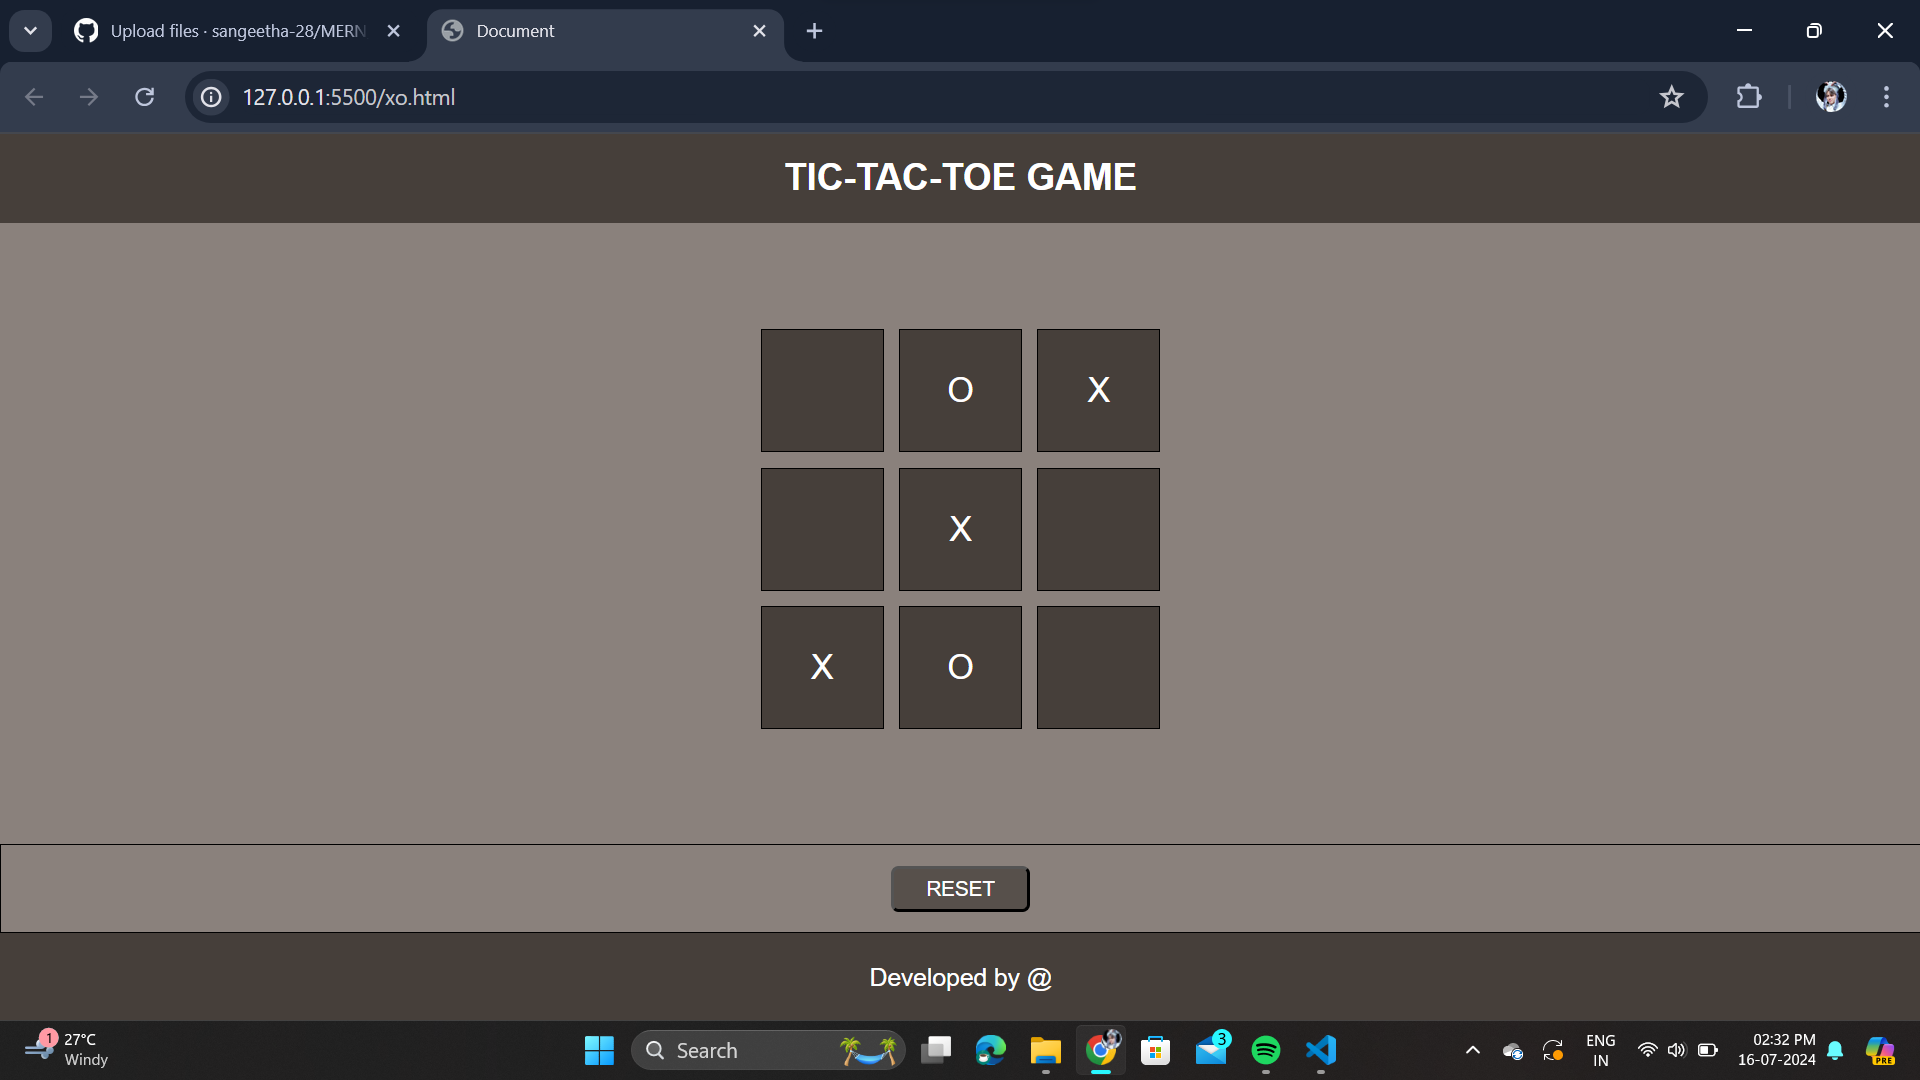 Upload files · sangeetha-28/MERN
Document
127.0.0.1:5500/xo.html
TIC-TAC-TOE GAME
O X
X
X O
RESET
Developed by @
1
27°C
Windy
Search
3
ENG
IN
02:32 PM
16-07-2024
PRE